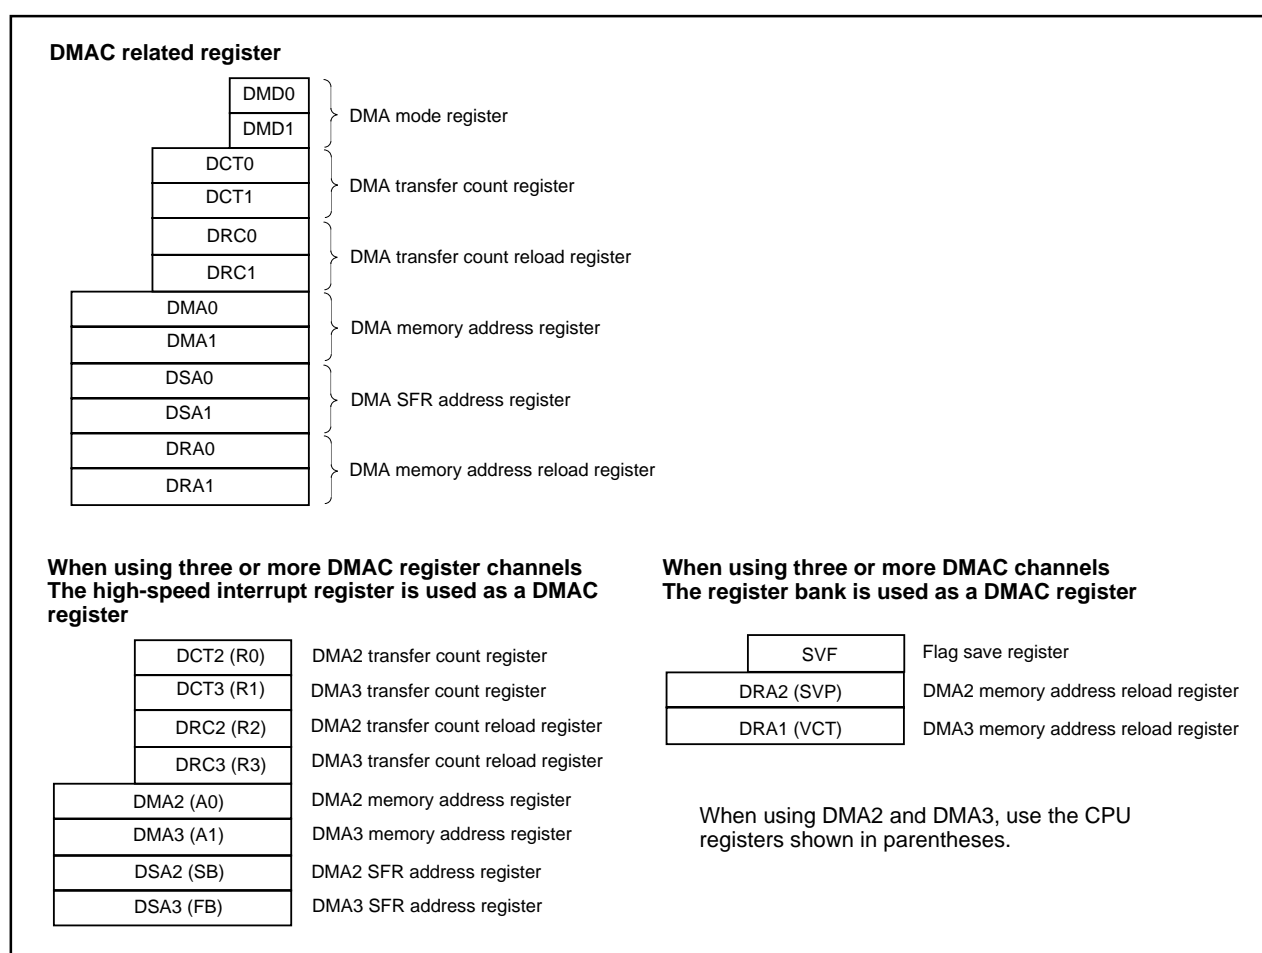 DMAC related register
DMD0
DMD1
DMA mode register
DCT0
DCT1
DMA transfer count register
DRC0
DRC1
DMA transfer count reload register
DMA0
DMA1
DMA memory address register
DSA0
DSA1
DMA SFR address register
DRA0
DRA1
DMA memory address reload register
When using three or more DMAC register channels
The high-speed interrupt register is used as a DMAC
register
DCT2 (R0) DMA2 transfer count register
DCT3 (R1) DMA3 transfer count register
DRC2 (R2) DMA2 transfer count reload register
DRC3 (R3) DMA3 transfer count reload register
DMA2 (A0) DMA2 memory address register
DMA3 (A1) DMA3 memory address register
DSA2 (SB) DMA2 SFR address register
DSA3 (FB) DMA3 SFR address register
When using three or more DMAC channels
The register bank is used as a DMAC register
SVF Flag save register
DRA2 (SVP) DMA2 memory address reload register
DRA1 (VCT) DMA3 memory address reload register
When using DMA2 and DMA3, use the CPU
registers shown in parentheses.